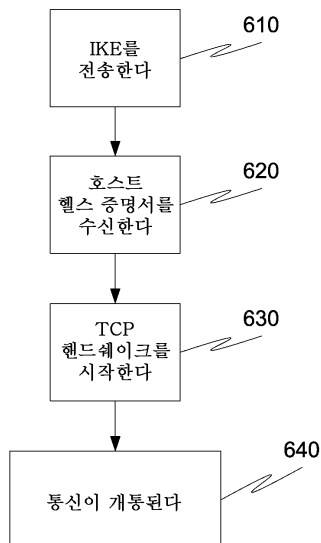 IKE를
전송한다
610
호스트
헬스 증명서를
수신한다
620
TCP
핸드쉐이크를
시작한다
630
통신이 개통된다
640